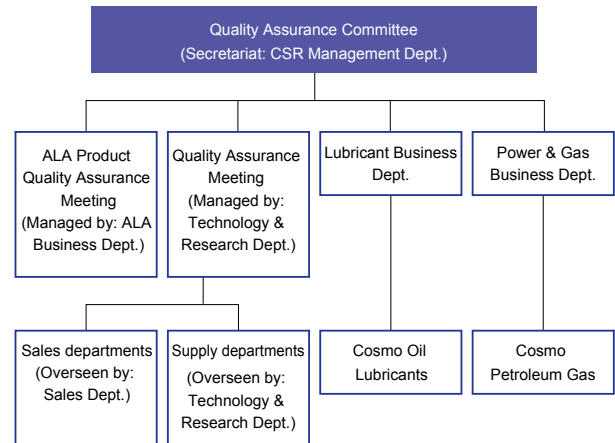 Quality Assurance Committee
(Secretariat: CSR Management Dept.)
ALA Product
Quality Assurance
Meeting
(Managed by: ALA
Business Dept.)
Quality Assurance
Meeting
(Managed by:
Technology &
Research Dept.)
Lubricant Business
Dept.
Power & Gas
Business Dept.
Sales departments
(Overseen by:
Sales Dept.)
Supply departments
(Overseen by:
Technology &
Research Dept.)
Cosmo Oil
Lubricants
Cosmo
Petroleum Gas